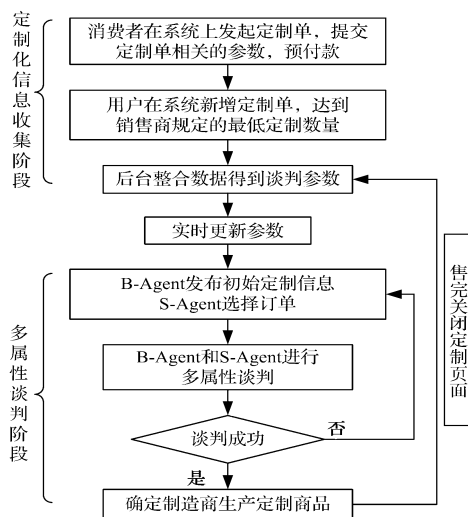 定制化信息收集阶段
消费者在系统上发起定制单，提交
定制单相关的参数，预付款
用户在系统新增定制单，达到
销售商规定的最低定制数量
后台整合数据得到谈判参数
实时更新参数
售完关闭定制页面
多属性谈判阶段
B-Agent发布初始定制信息
S-Agent选择订单
B-Agent和S-Agent进行
多属性谈判
谈判成功
否
是
确定制造商生产定制商品